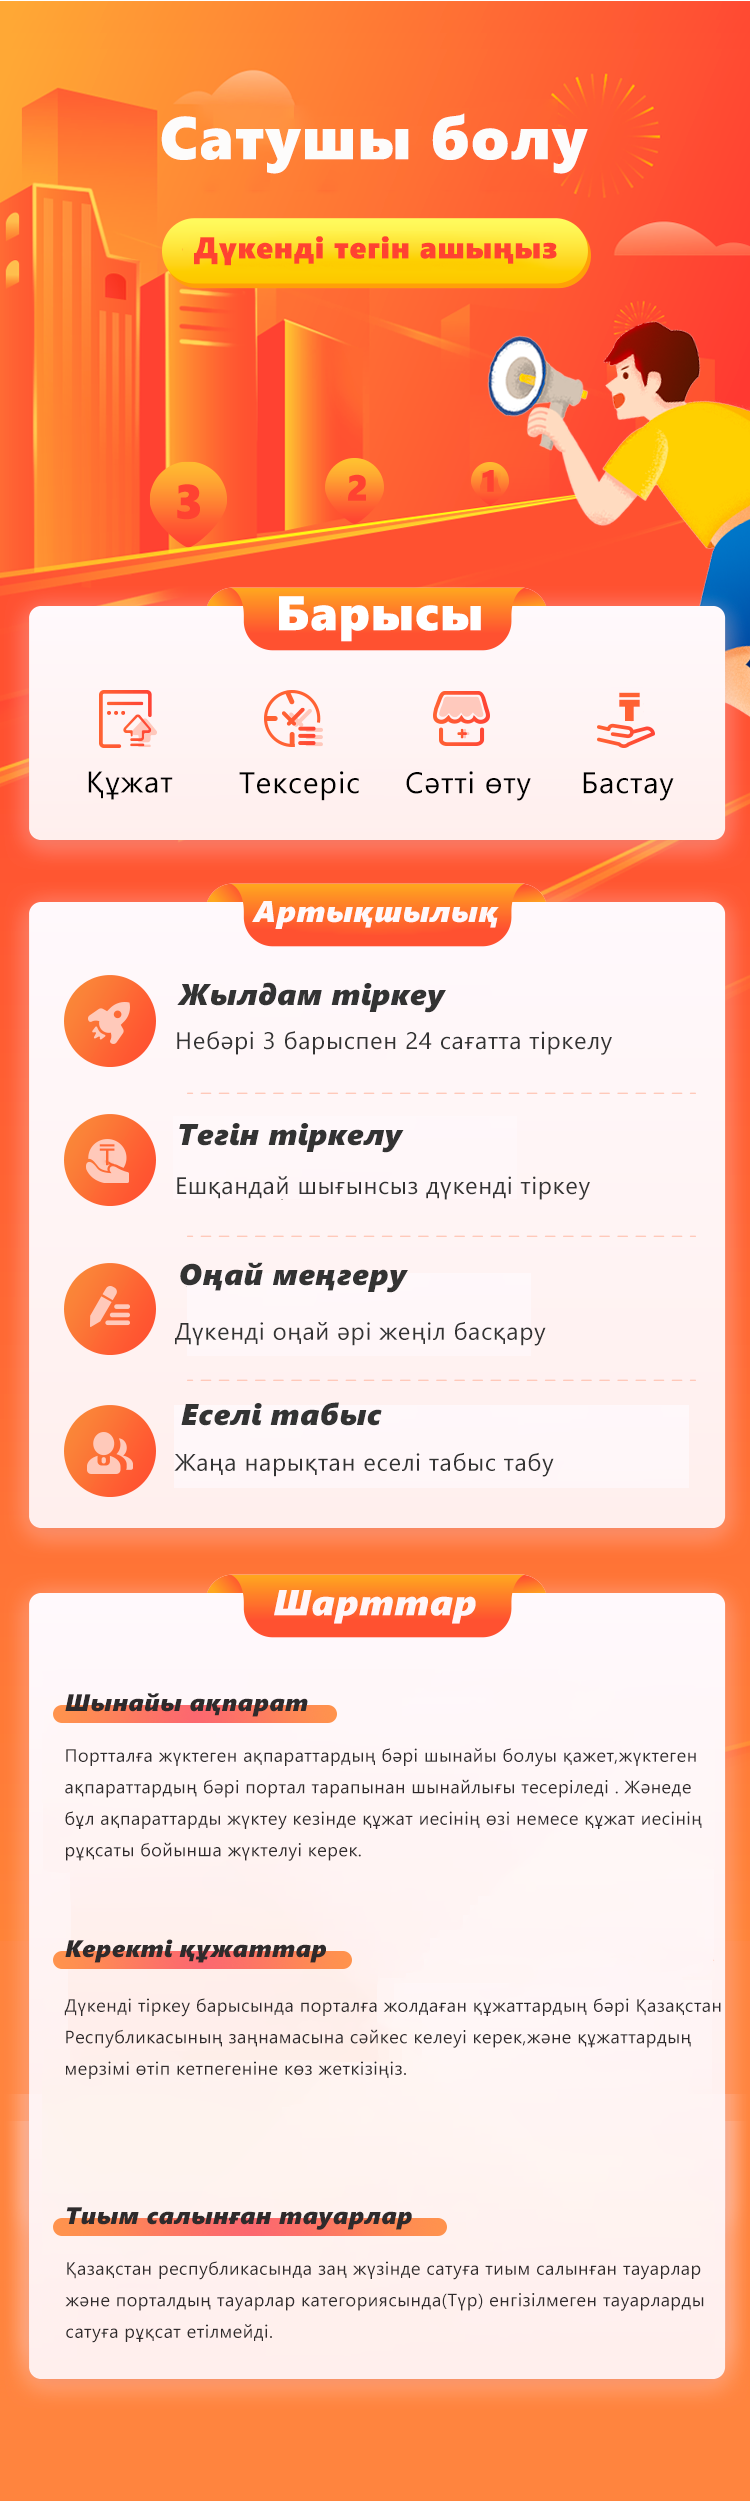 Сатушы болу
Дүкенді тегін ашыңыз
3
2
1
Барысы
Құжат
Тексеріс
Сәтті өту
Бастау
Артықшылық
Жылдам тіркеу
Небәрі 3 барыспен 24 сағатта тіркелу
Тегін тіркелу
Ешқандай шығынсыз дүкенді тіркеу
Оңай меңгеру
Дүкенді оңай әрі жеңіл басқару
Еселі табыс
Жаңа нарықтан еселі табыс табу
Шарттар
Шынайы ақпарат
Портталға жүктеген ақпараттардың бәрі шынайы болуы қажет,жүктеген
ақпараттардың бәрі портал тарапынан шынайлығы тесеріледі . Жәнеде
бұл ақпараттарды жүктеу кезінде құжат иесінің өзі немесе құжат иесінің
рұқсаты бойынша жүктелуі керек.
Керекті құжаттар
Дүкенді тіркеу барысында порталға жолдаған құжаттардың бәрі Қазақстан
Республикасының заңнамасына сәйкес келеуі керек,және құжаттардың
мерзімі өтіп кетпегеніне көз жеткізіңіз.
Тиым салынған тауарлар
Қазақстан республикасында заң жүзінде сатуға тиым салынған тауарлар
және порталдың тауарлар категориясында(Түр) енгізілмеген тауарларды
сатуға рұқсат етілмейді.